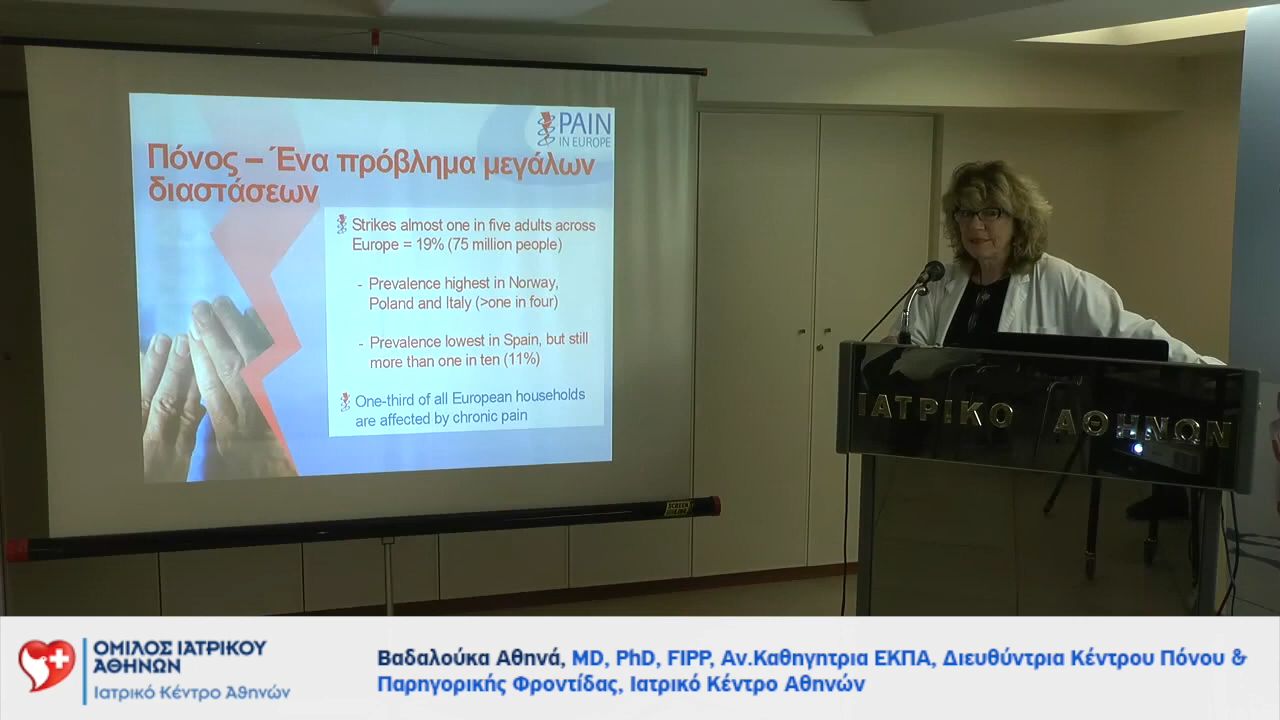 PAIN
IN EUROPE
Πόνος – Ένα πρόβλημα μεγάλων
διαστάσεων
Strikes almost one in five adults across
Europe = 19% (75 million people)
- Prevalence highest in Norway,
Poland and Italy (>one in four)
- Prevalence lowest in Spain, but still
more than one in ten (11%)
One-third of all European households
are affected by chronic pain
ΙΑΤΡΙΚΟ ΑΘΗΝΩΝ
ΟΜΙΛΟΣ ΙΑΤΡΙΚΟΥ
ΑΘΗΝΩΝ
Ιατρικό Κέντρο Αθηνών
Βαδαλούκα Αθηνά, MD, PhD, FIPP, Αν.Καθηγητρια ΕΚΠΑ, Διευθύντρια Κέντρου Πόνου &
Παρηγορικής Φροντίδας, Ιατρικό Κέντρο Αθηνών